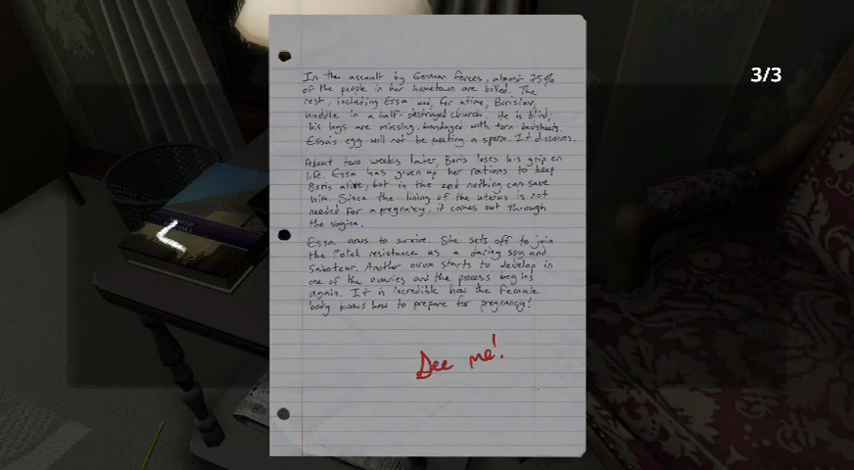 3/3
In the assault by German forces, almost 75%
of the people in her hometown are killed. The
rest, including Essa and, for a time, Borislav,
huddle in a half-destroyed church. He is blind;
his legs are missing, bandaged with torn bedsheets.
Essa's egg will not be meeting a sperm. It dissolves.
About two weeks later, Boris loses his grip on
life. Essa has given up her rations to keep
Boris alive, but in the end nothing can save
him. Since the lining of the uterus is not
needed for a pregnancy, it comes out through
the vagina.
Essa vows to survive. She sets off to join
the Polish resistance as a daring spy and
saboteur. Another ovum starts to develop in
one of the ovaries and the process begins
again. It is incredible how the female
body knows how to prepare for pregnancy!
See me!